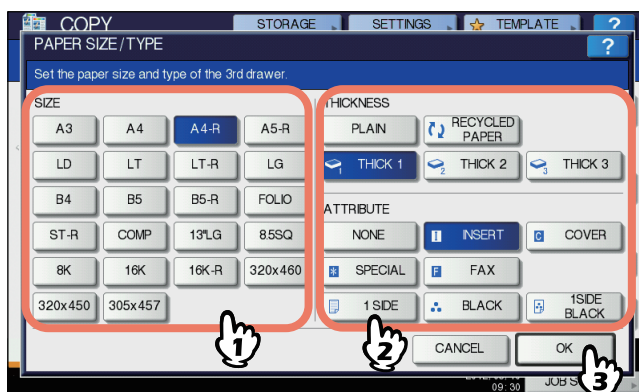 COPY STORAGE SETTINGS TEMPLATE ?
PAPER SIZE/TYPE ?
Set the paper size and type of the 3rd drawer.
SIZE
A3 A4 A4-R A5-R
LD LT LT-R LG
B4 B5 B5-R FOLIO
ST-R COMP 13"LG 8.5SQ
8K 16K 16K-R 320x460
320x450 305x457
1
THICKNESS
PLAIN RECYCLED PAPER
1 THICK 1 2 THICK 2 3 THICK 3
ATTRIBUTE
NONE I INSERT C COVER
* SPECIAL F FAX
1 SIDE BLACK 1SIDE BLACK
2
CANCEL OK
3
09:30 JOB S